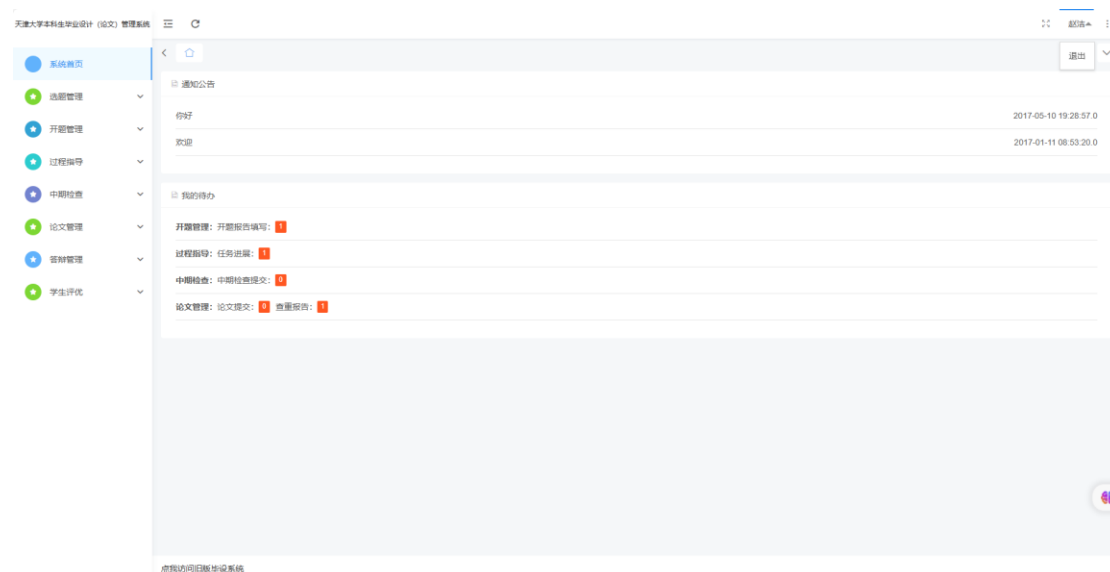 天津大学本科生毕业设计（论文）管理系统
赵洁
退出
系统首页
选题管理
开题管理
过程指导
中期检查
论文管理
答辩管理
学生评优
通知公告
你好 2017-05-10 19:28:57.0
欢迎 2017-01-11 08:53:20.0
我的待办
开题管理：开题报告填写： 1
过程指导：任务进展： 1
中期检查：中期检查提交： 0
论文管理：论文提交： 0 查重报告： 1
点我访问旧版毕设系统